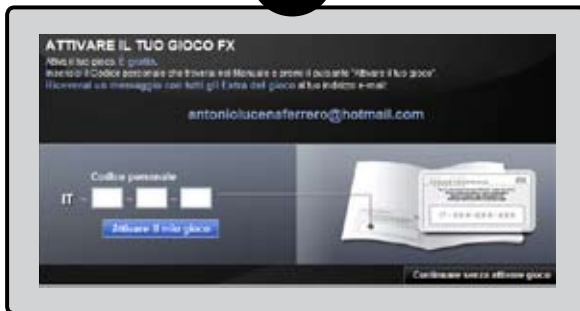 ATTIVARE IL TUO GIOCO FX
Attiva il tuo gioco. È gratis.
Inserisci il Codice personale che troverai nel Manuale e premi il pulsante "Attivare il tuo gioco".
Riceverai un messaggio con tutti gli Extra del gioco al tuo indirizzo e-mail:
antoniolucenaferrero@hotmail.com
Codice personale
IT - - -
Attivare il mio gioco
Continuare senza attivare gioco